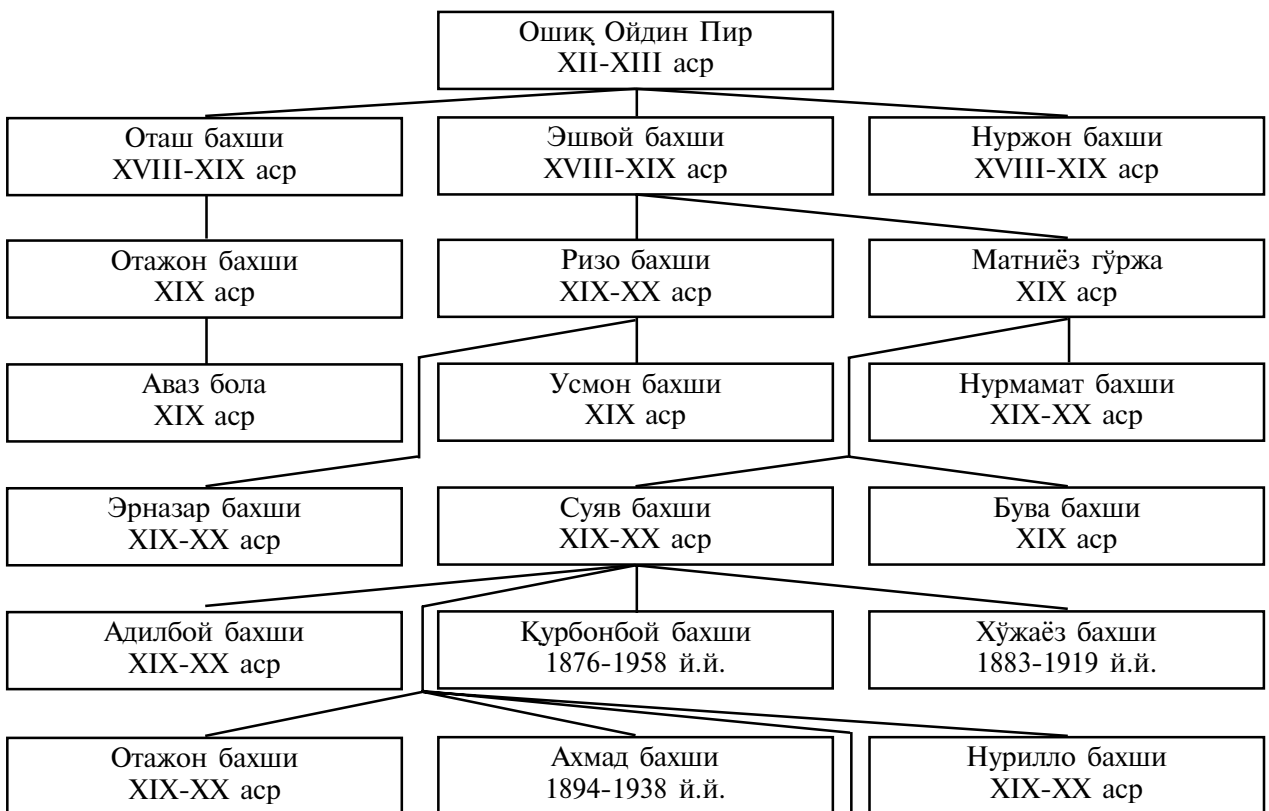 Ошиқ Ойдин Пир
XII-XIII аср
Оташ бахши
XVIII-XIX аср
Эшвой бахши
XVIII-XIX аср
Нуржон бахши
XVIII-XIX аср
Отажон бахши
XIX аср
Ризо бахши
XIX-XX аср
Матниёз гўржа
XIX аср
Аваз бола
XIX аср
Усмон бахши
XIX аср
Нурмамат бахши
XIX-XX аср
Эрназар бахши
XIX-XX аср
Суяв бахши
XIX-XX аср
Бува бахши
XIX аср
Адилбой бахши
XIX-XX аср
Қурбонбой бахши
1876-1958 й.й.
Хўжаёз бахши
1883-1919 й.й.
Отажон бахши
XIX-XX аср
Ахмад бахши
1894-1938 й.й.
Нурилло бахши
XIX-XX аср